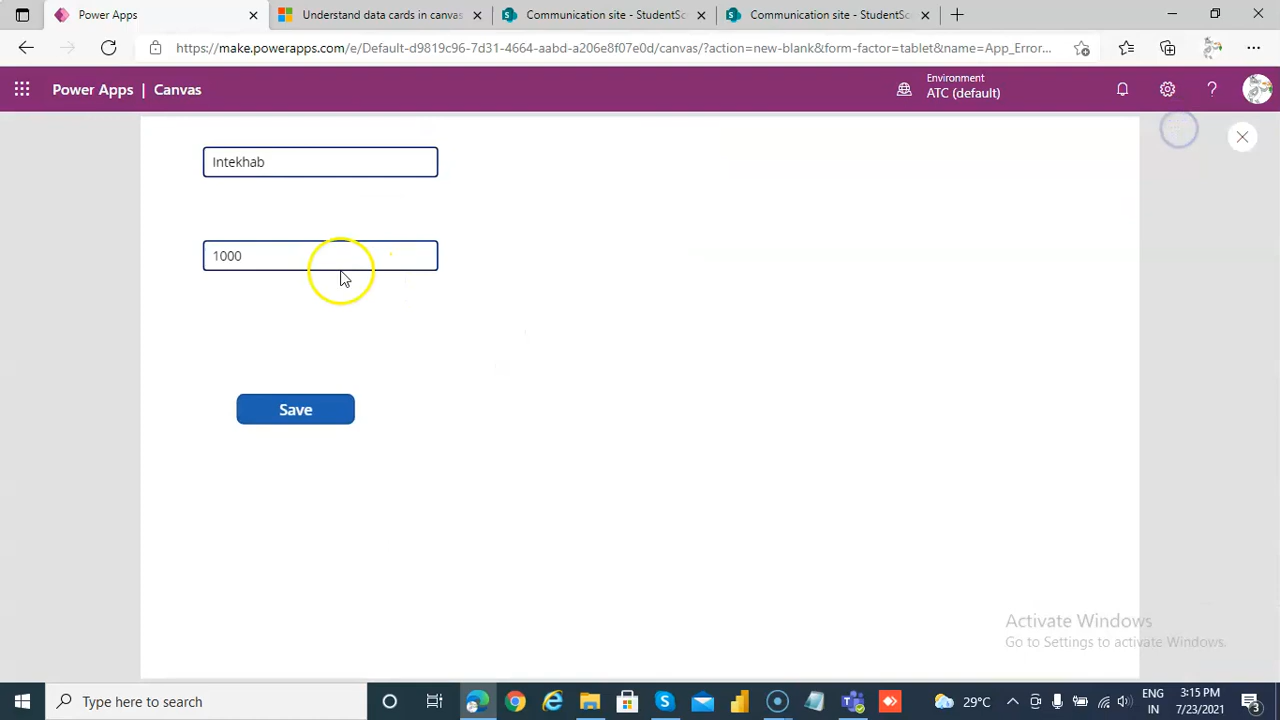 Power Apps
Understand data cards in canvas
Communication site - StudentSc
Communication site - StudentSc
https://make.powerapps.com/e/Default-d9819c96-7d31-4664-aabd-a206e8f07e0d/canvas/?action=new-blank&form-factor=tablet&name=App_Error...
Power Apps | Canvas
Environment
ATC (default)
Intekhab
1000
Save
Activate Windows
Go to Settings to activate Windows.
Type here to search
29°C
ENG
IN
3:15 PM
7/23/2021
3